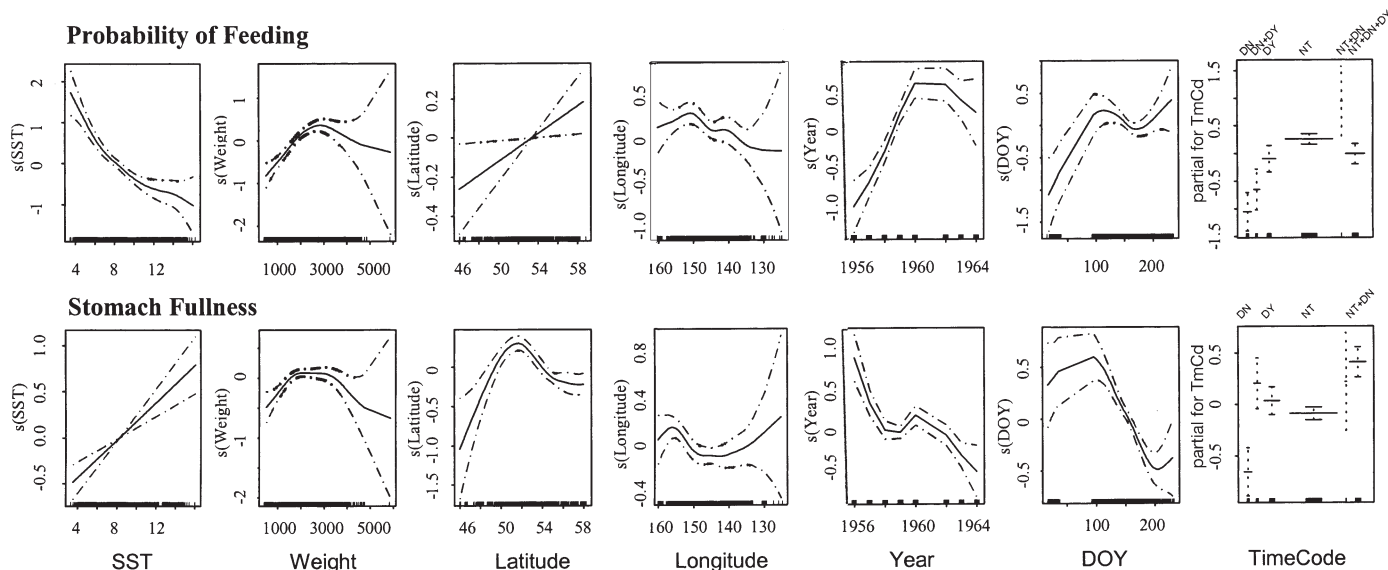 Probability of Feeding
s(SST)
2
1
0
-1
4 8 12
s(Weight)
1
0
-1
-2
1000 3000 5000
s(Latitude)
0.2
0
-0.2
-0.4
46 50 54 58
s(Longitude)
0.5
0
-0.5
-1.0
160 150 140 130
s(Year)
0.5
0
-1.0
1956 1960 1964
s(DOY)
0.5
-0.5
-1.5
100 200
partial for TmCd
1.5
0.5
-0.5
-1.5
DN
DN+DY
DY
NT
NT+DN
NT+DN+DY
Stomach Fullness
s(SST)
1.0
0.5
0.0
-0.5
4 8 12
s(Weight)
0
-1
-2
1000 3000 5000
s(Latitude)
0
-0.5
-1.0
-1.5
46 50 54 58
s(Longitude)
0.8
0.4
0
-0.4
160 150 140 130
s(Year)
1.0
0.5
0
-0.5
1956 1960 1964
s(DOY)
0.5
0
-0.5
100 200
partial for TmCd
0.5
0
-0.5
DN
DY
NT
NT+DN
SST Weight Latitude Longitude Year DOY TimeCode